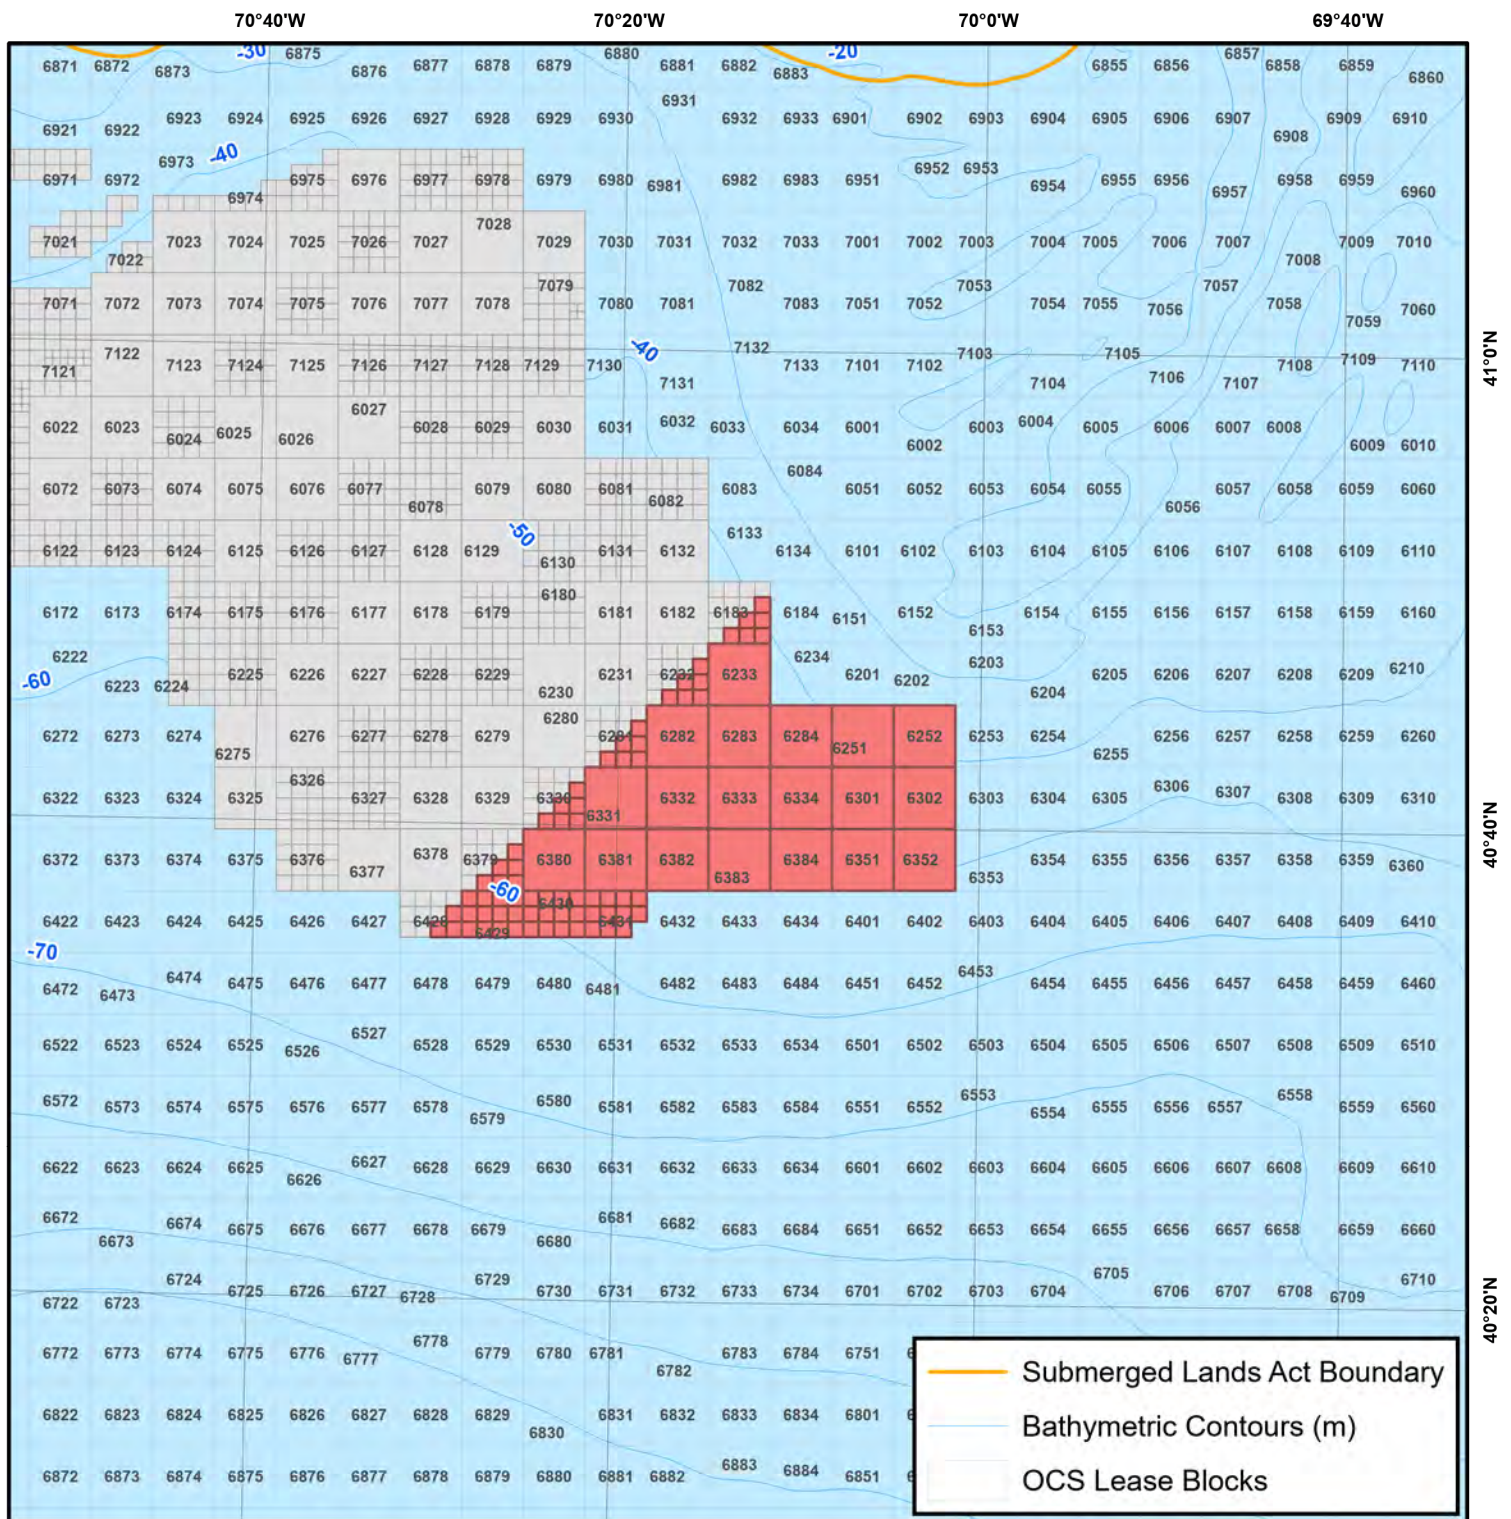 70°40'W 70°20'W 70°0'W 69°40'W
-30 6875 6880 -20 6857
6871 6872 6873 6876 6877 6878 6879 6881 6882 6883 6855 6856 6858 6859 6860
6931
6921 6922 6923 6924 6925 6926 6927 6928 6929 6930 6932 6933 6901 6902 6903 6904 6905 6906 6907 6908 6909 6910
-40
6971 6972 6973 6974 6975 6976 6977 6978 6979 6980 6981 6982 6983 6951 6952 6953 6954 6955 6956 6957 6958 6959 6960
7021 7022 7023 7024 7025 7026 7027 7028 7029 7030 7031 7032 7033 7001 7002 7003 7004 7005 7006 7007 7008 7009 7010
7071 7072 7073 7074 7075 7076 7077 7078 7079 7080 7081 7082 7083 7051 7052 7053 7054 7055 7056 7057 7058 7059 7060
-40
41°0'N
7121 7122 7123 7124 7125 7126 7127 7128 7129 7130 7131 7132 7133 7101 7102 7103 7104 7105 7106 7107 7108 7109 7110
6022 6023 6024 6025 6026 6027 6028 6029 6030 6031 6032 6033 6034 6001 6002 6003 6004 6005 6006 6007 6008 6009 6010
6072 6073 6074 6075 6076 6077 6078 6079 6080 6081 6082 6083 6084 6051 6052 6053 6054 6055 6056 6057 6058 6059 6060
-50
6122 6123 6124 6125 6126 6127 6128 6129 6130 6131 6132 6133 6134 6101 6102 6103 6104 6105 6106 6107 6108 6109 6110
6172 6173 6174 6175 6176 6177 6178 6179 6180 6181 6182 6183 6184 6151 6152 6153 6154 6155 6156 6157 6158 6159 6160
-60
6222 6223 6224 6225 6226 6227 6228 6229 6230 6231 6232 6233 6234 6201 6202 6203 6204 6205 6206 6207 6208 6209 6210
6272 6273 6274 6275 6276 6277 6278 6279 6280 6281 6282 6283 6284 6251 6252 6253 6254 6255 6256 6257 6258 6259 6260
6322 6323 6324 6325 6326 6327 6328 6329 6330 6331 6332 6333 6334 6301 6302 6303 6304 6305 6306 6307 6308 6309 6310
40°40'N
6372 6373 6374 6375 6376 6377 6378 6379 6380 6381 6382 6383 6384 6351 6352 6353 6354 6355 6356 6357 6358 6359 6360
-60
6422 6423 6424 6425 6426 6427 6428 6429 6430 6431 6432 6433 6434 6401 6402 6403 6404 6405 6406 6407 6408 6409 6410
-70
6472 6473 6474 6475 6476 6477 6478 6479 6480 6481 6482 6483 6484 6451 6452 6453 6454 6455 6456 6457 6458 6459 6460
6522 6523 6524 6525 6526 6527 6528 6529 6530 6531 6532 6533 6534 6501 6502 6503 6504 6505 6506 6507 6508 6509 6510
6572 6573 6574 6575 6576 6577 6578 6579 6580 6581 6582 6583 6584 6551 6552 6553 6554 6555 6556 6557 6558 6559 6560
6622 6623 6624 6625 6626 6627 6628 6629 6630 6631 6632 6633 6634 6601 6602 6603 6604 6605 6606 6607 6608 6609 6610
6672 6673 6674 6675 6676 6677 6678 6679 6680 6681 6682 6683 6684 6651 6652 6653 6654 6655 6656 6657 6658 6659 6660
6722 6723 6724 6725 6726 6727 6728 6729 6730 6731 6732 6733 6734 6701 6702 6703 6704 6705 6706 6707 6708 6709 6710
40°20'N
6772 6773 6774 6775 6776 6777 6778 6779 6780 6781 6782 6783 6784 6751
6822 6823 6824 6825 6826 6827 6828 6829 6830 6831 6832 6833 6834 6801
6872 6873 6874 6875 6876 6877 6878 6879 6880 6881 6882 6883 6884 6851
Submerged Lands Act Boundary
Bathymetric Contours (m)
OCS Lease Blocks